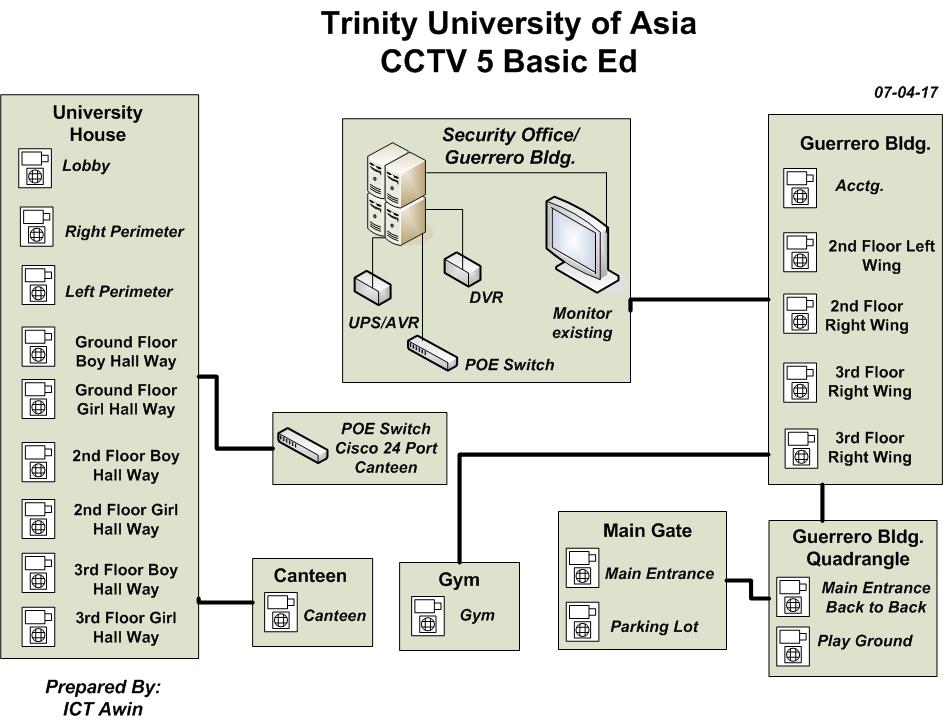 Trinity University of Asia
CCTV 5 Basic Ed
07-04-17
University
House
Lobby
Right Perimeter
Left Perimeter
Ground Floor
Boy Hall Way
Ground Floor
Girl Hall Way
2nd Floor Boy
Hall Way
2nd Floor Girl
Hall Way
3rd Floor Boy
Hall Way
3rd Floor Girl
Hall Way
Security Office/
Guerrero Bldg.
UPS/AVR
DVR
POE Switch
Monitor
existing
Guerrero Bldg.
Acctg.
2nd Floor Left
Wing
2nd Floor
Right Wing
3rd Floor
Right Wing
3rd Floor
Right Wing
POE Switch
Cisco 24 Port
Canteen
Canteen
Canteen
Gym
Gym
Main Gate
Main Entrance
Parking Lot
Guerrero Bldg.
Quadrangle
Main Entrance
Back to Back
Play Ground
Prepared By:
ICT Awin